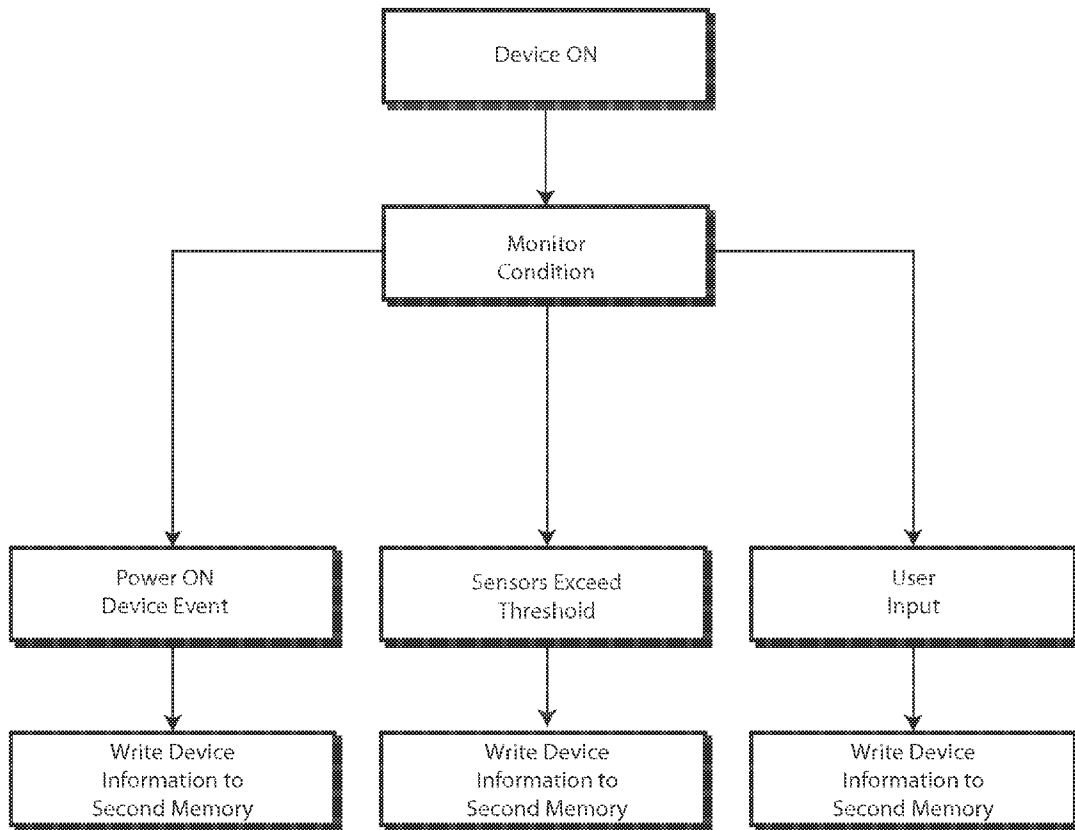 Device ON
Monitor
Condition
Power ON
Device Event
Sensors Exceed
Threshold
User
Input
Write Device
Information to
Second Memory
Write Device
Information to
Second Memory
Write Device
Information to
Second Memory